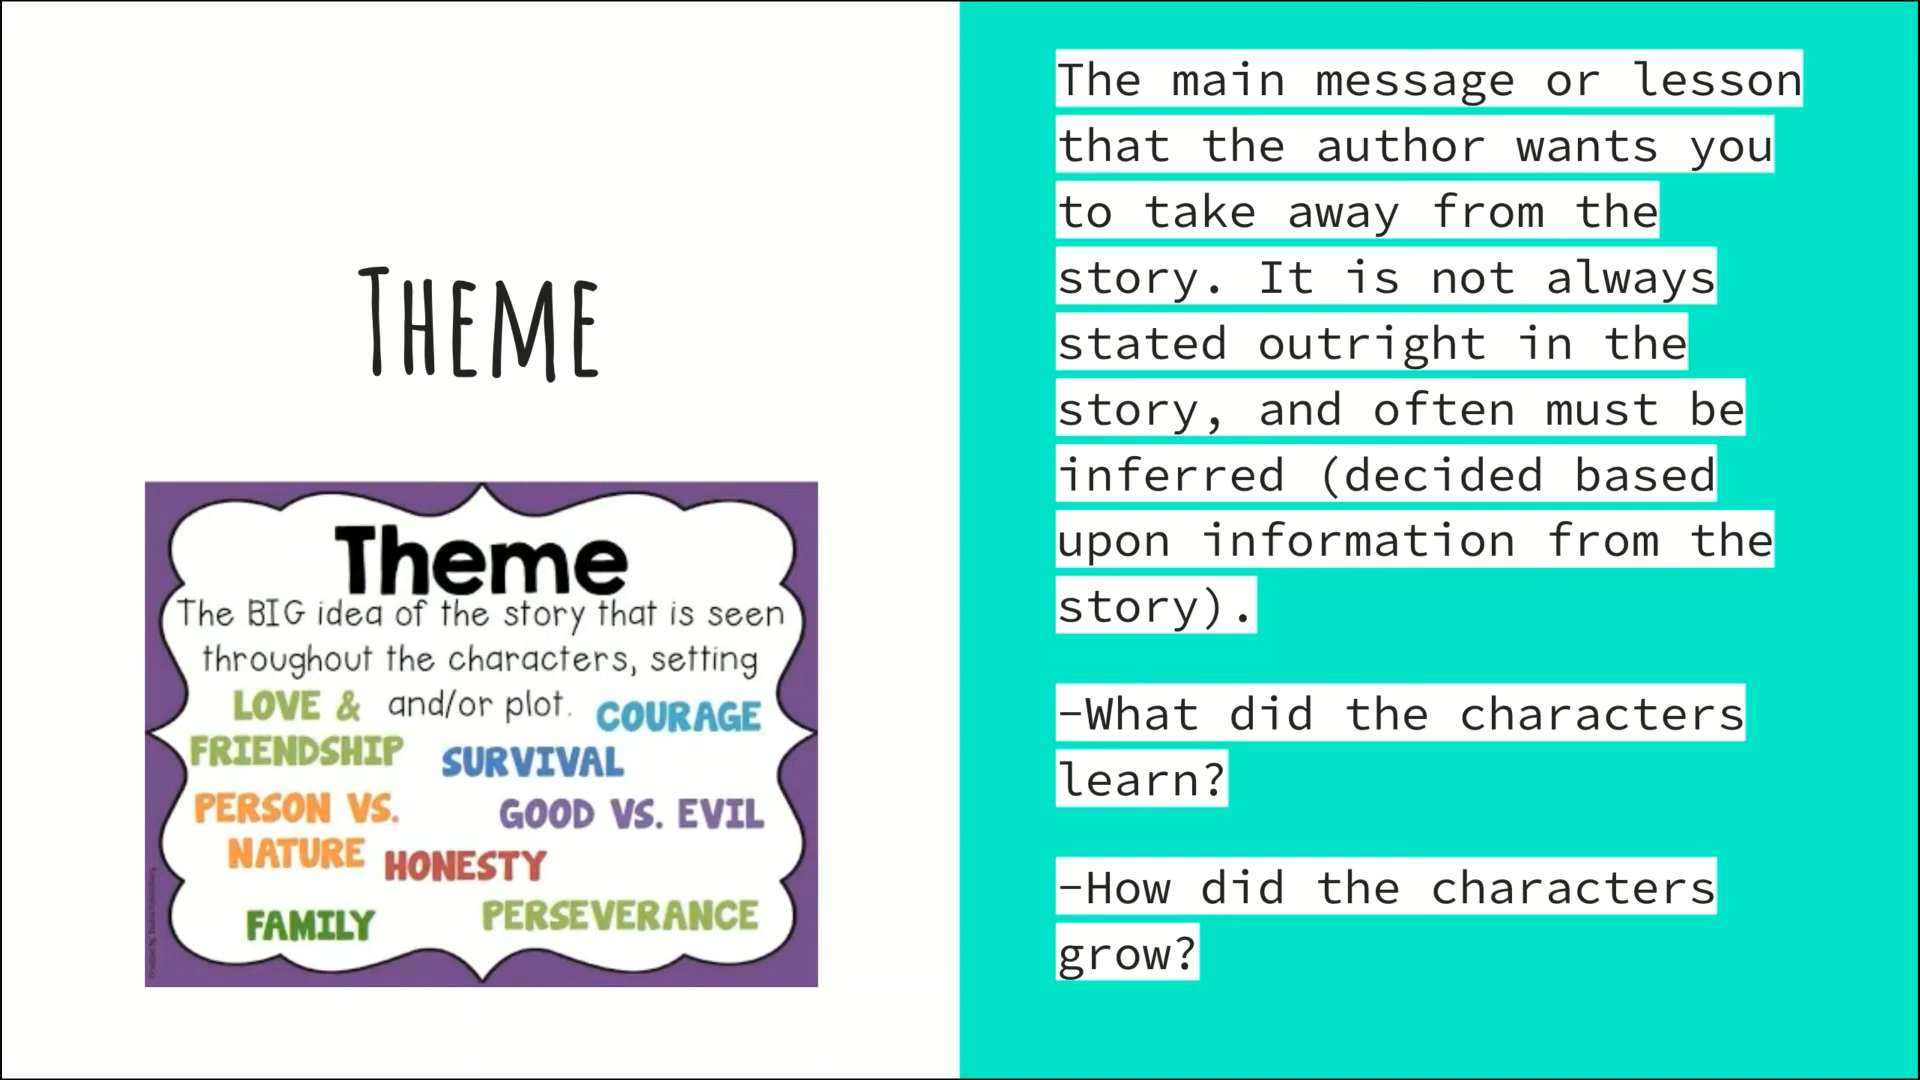 THEME
Theme
The BIG idea of the story that is seen
throughout the characters, setting
and/or plot.
LOVE &
FRIENDSHIP
COURAGE
SURVIVAL
PERSON VS.
NATURE
GOOD VS. EVIL
HONESTY
FAMILY
PERSEVERANCE
The main message or lesson
that the author wants you
to take away from the
story. It is not always
stated outright in the
story, and often must be
inferred (decided based
upon information from the
story).
-What did the characters
learn?
-How did the characters
grow?